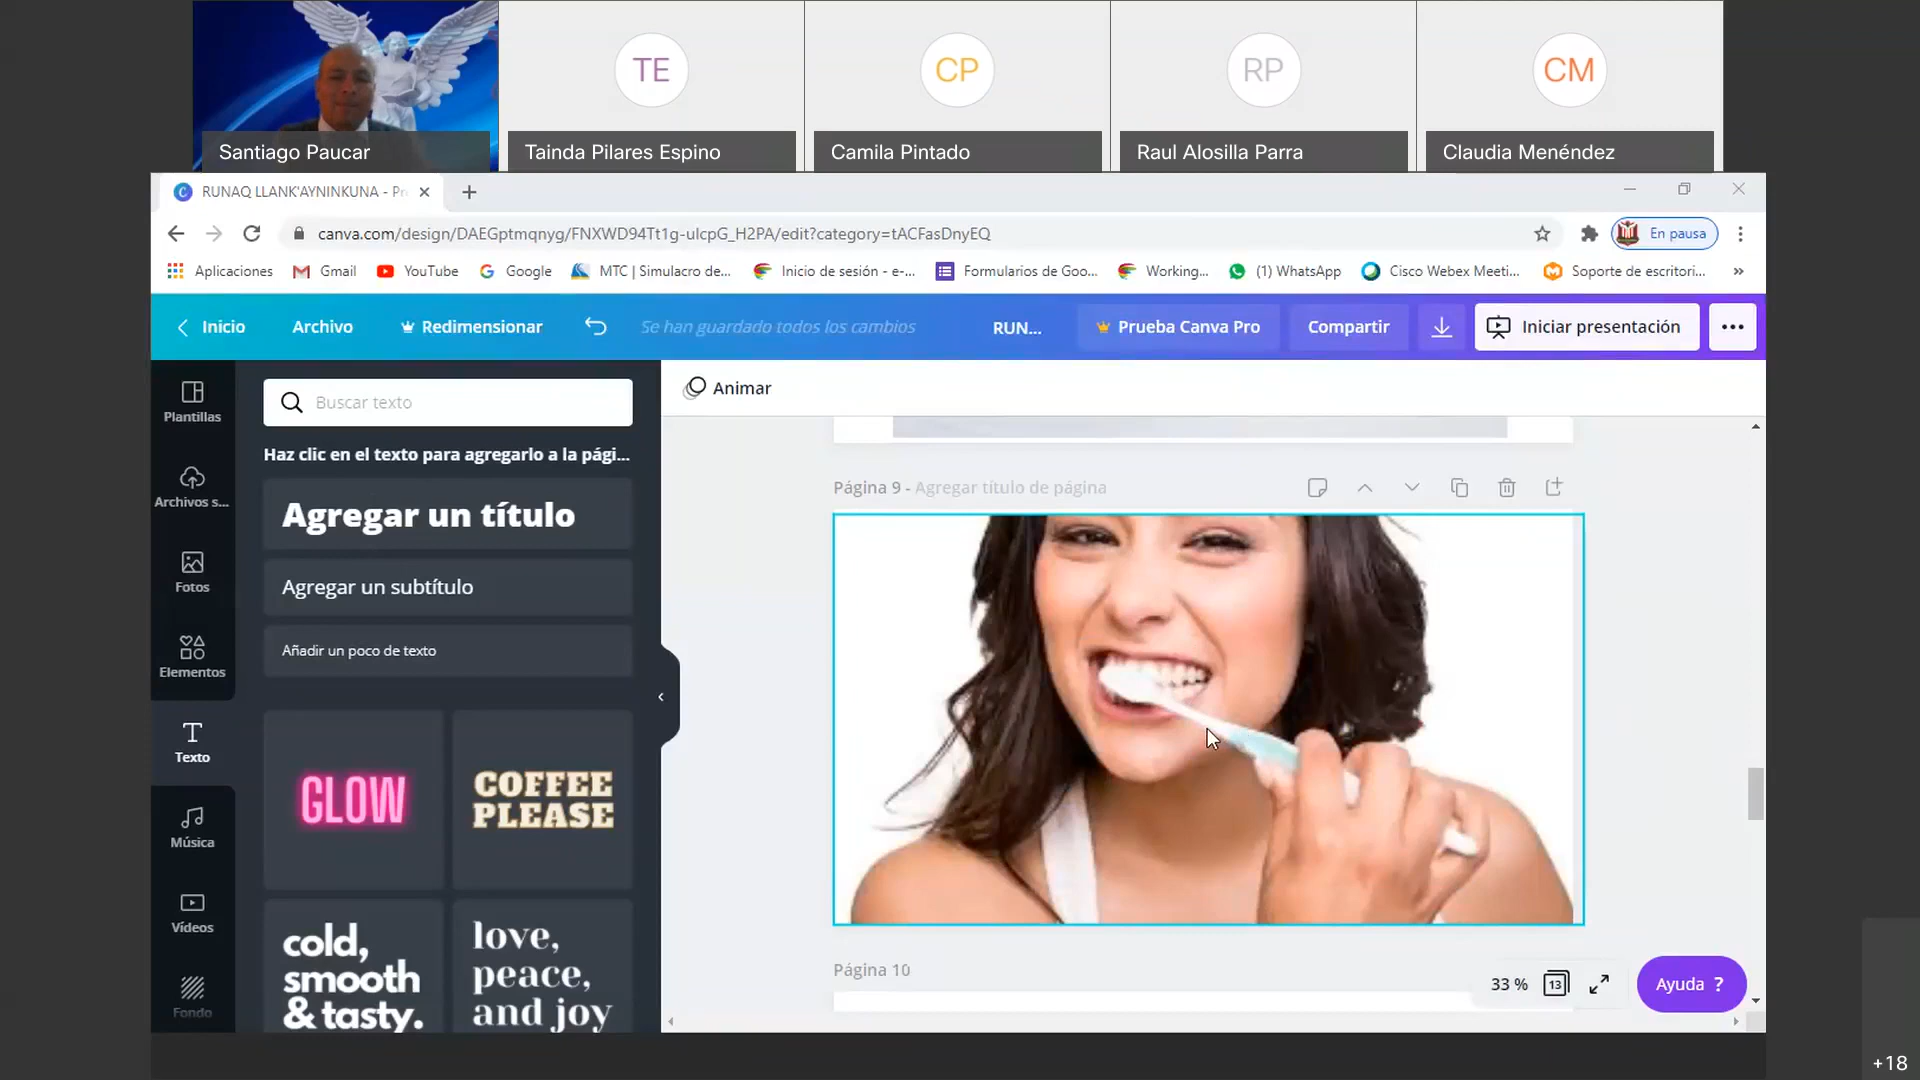 TE
CP
RP
CM
Santiago Paucar
Tainda Pilares Espino
Camila Pintado
Raul Alosilla Parra
Claudia Menéndez
RUNAQ LLANK'AYNINKUNA - Pr
canva.com/design/DAEGptmqnyg/FNXWD94Tt1g-ulcpG_H2PA/edit?category=tACFasDnyEQ
En pausa
Aplicaciones
Gmail
YouTube
Google
MTC | Simulacro de...
Inicio de sesión - e-...
Formularios de Goo...
Working...
(1) WhatsApp
Cisco Webex Meeti...
Soporte de escritori...
»
Inicio
Archivo
Redimensionar
Se han guardado todos los cambios
RUN...
Prueba Canva Pro
Compartir
Iniciar presentación
Plantillas
Archivos s...
Fotos
Elementos
Texto
Música
Vídeos
Fondo
Buscar texto
Haz clic en el texto para agregarlo a la pági...
Agregar un título
Agregar un subtítulo
Añadir un poco de texto
GLOW
COFFEE
PLEASE
cold,
smooth
& tasty.
love,
peace,
and joy
Animar
Página 9 - Agregar título de página
Página 10
33 %
13
Ayuda ?
+18